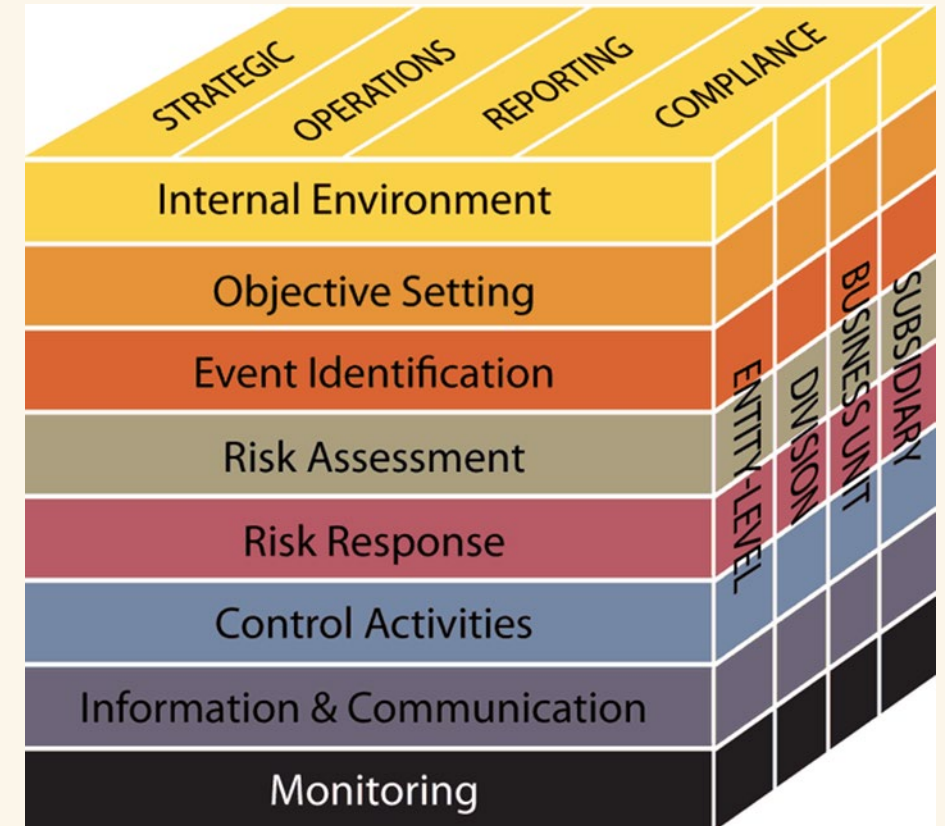 STRATEGIC
OPERATIONS
REPORTING
COMPLIANCE
Internal Environment
Objective Setting
Event Identification
Risk Assessment
Risk Response
Control Activities
Information & Communication
Monitoring
ENTITY-LEVEL
DIVISION
BUSINESS UNIT
SUBSIDIARY